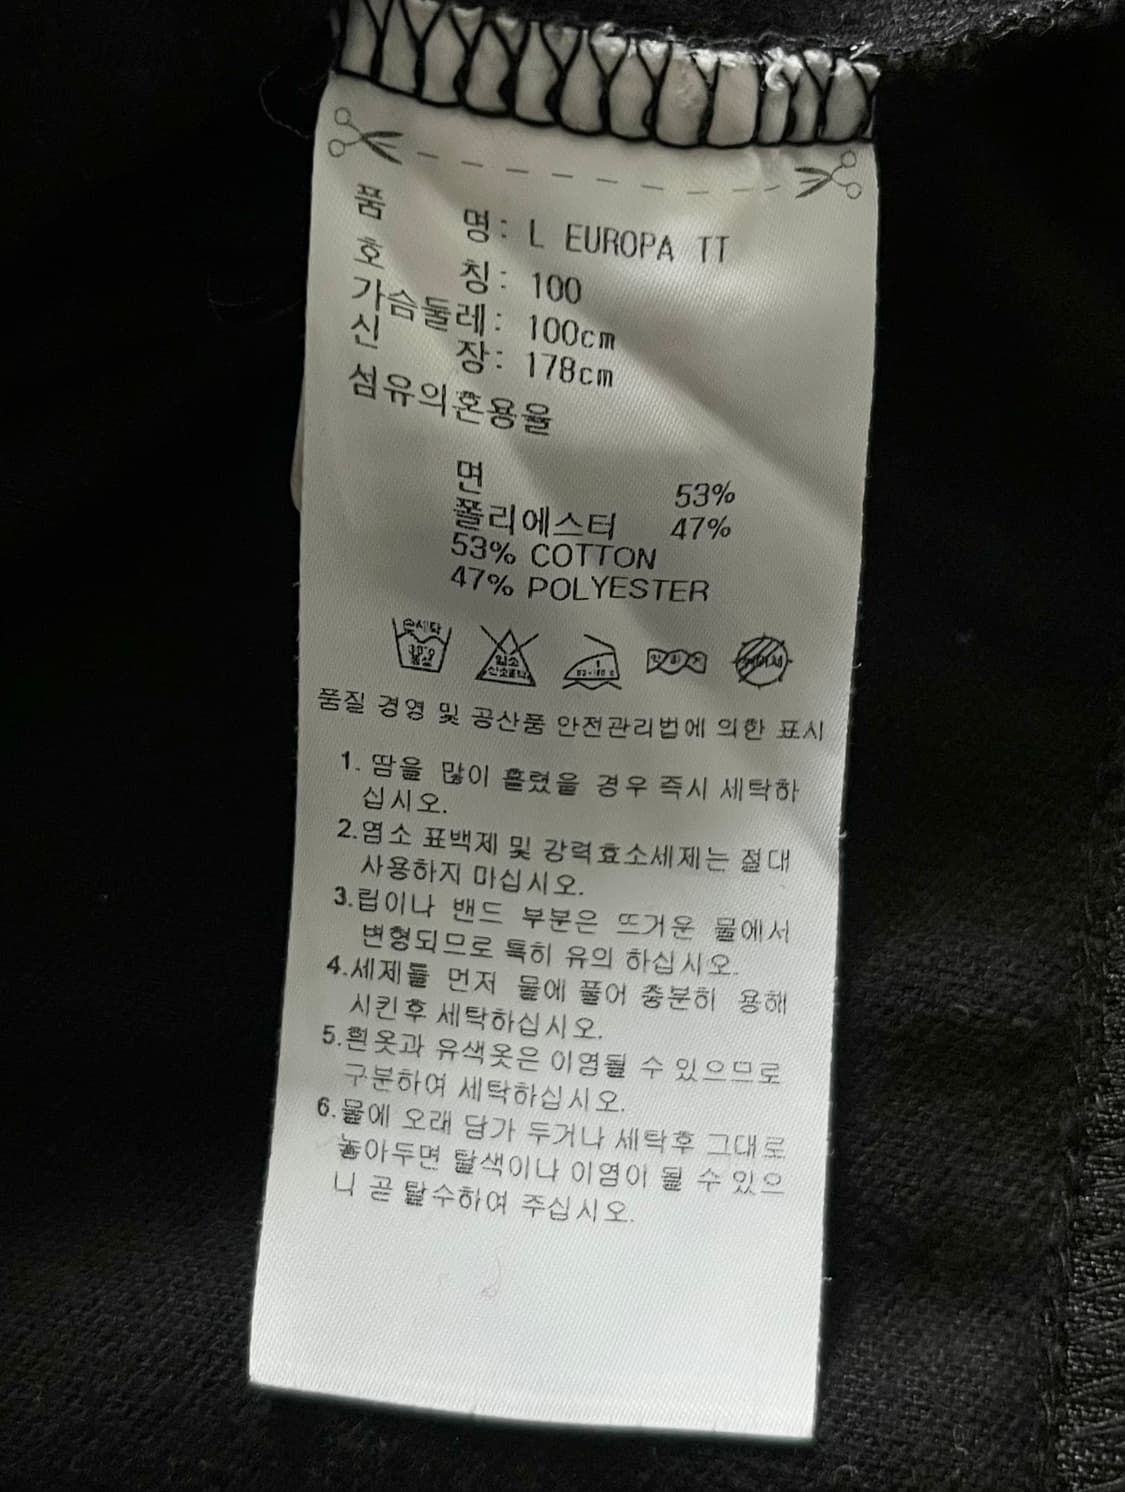 품 명: L EUROPA TT
호 칭: 100
가슴둘레: 100cm
신 장: 178cm
섬유의혼용율
면 53%
폴리에스터 47%
53% COTTON
47% POLYESTER
손세탁
염소
산소표백
품질 경영 및 공산품 안전관리법에 의한 표시
1. 땀을 많이 흘렸을 경우 즉시 세탁하
십시오.
2.염소 표백제 및 강력효소세제는 절대
사용하지 마십시오.
3.립이나 밴드 부분은 뜨거운 물에서
변형되므로 특히 유의 하십시오.
4.세제를 먼저 물에 풀어 충분히 용해
시킨후 세탁하십시오.
5.흰옷과 유색옷은 이염될 수 있으므로
구분하여 세탁하십시오.
6.물에 오래 담가 두거나 세탁후 그대로
놓아두면 탈색이나 이염이 될 수 있으
니 곧 탈수하여 주십시오.